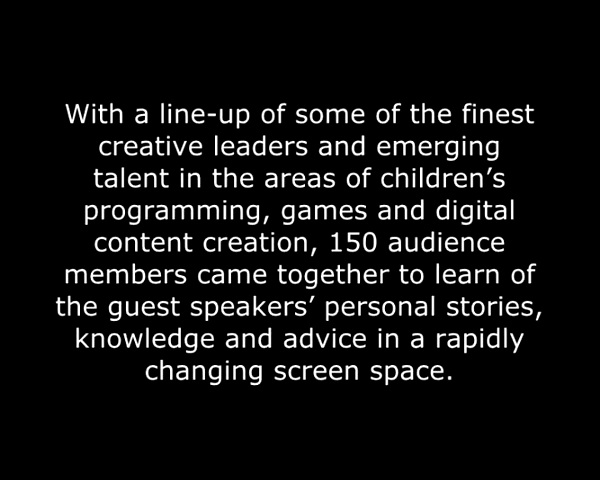 With a line-up of some of the finest
creative leaders and emerging
talent in the areas of children’s
programming, games and digital
content creation, 150 audience
members came together to learn of
the guest speakers’ personal stories,
knowledge and advice in a rapidly
changing screen space.